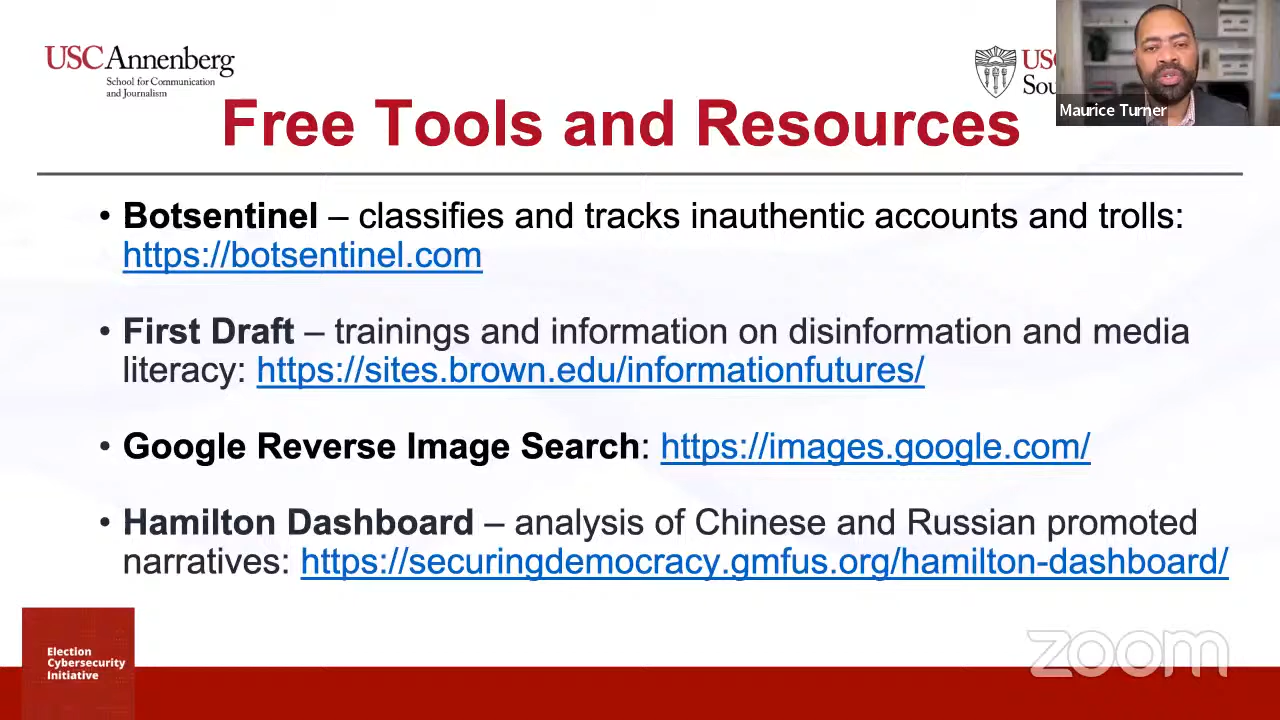 USC Annenberg
School for Communication
and Journalism
USC
Sou
Maurice Turner
Free Tools and Resources
• Botsentinel – classifies and tracks inauthentic accounts and trolls:
https://botsentinel.com
• First Draft – trainings and information on disinformation and media
literacy: https://sites.brown.edu/informationfutures/
• Google Reverse Image Search: https://images.google.com/
• Hamilton Dashboard – analysis of Chinese and Russian promoted
narratives: https://securingdemocracy.gmfus.org/hamilton-dashboard/
Election
Cybersecurity
Initiative
zoom